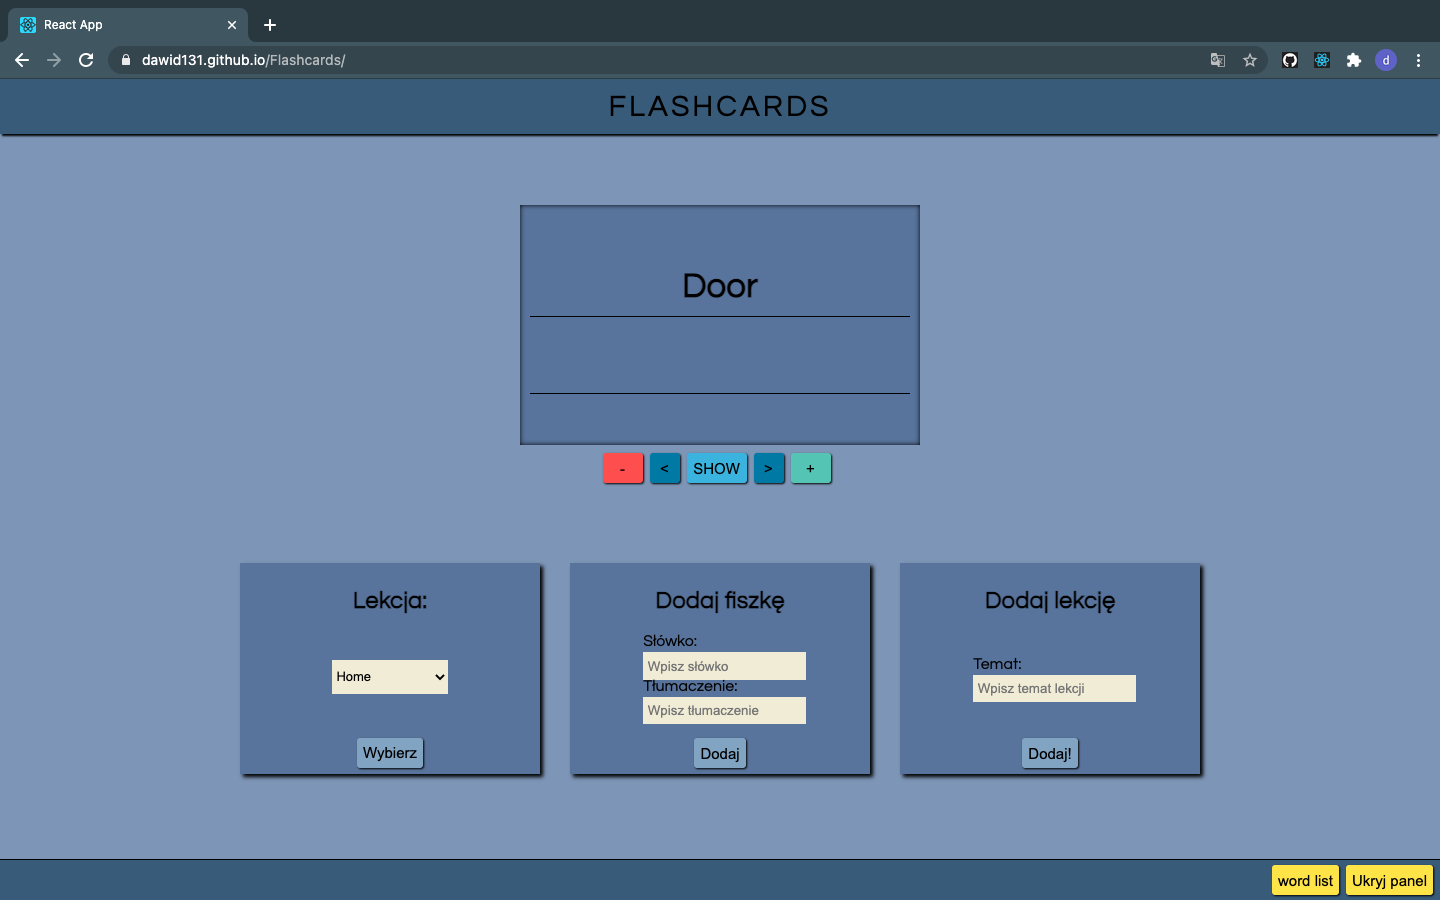 React App
dawid131.github.io/Flashcards/
d
FLASHCARDS
Door
- < SHOW > +
Lekcja:
Home
Wybierz
Dodaj fiszkę
Słówko:
Wpisz słówko
Tłumaczenie:
Wpisz tłumaczenie
Dodaj
Dodaj lekcję
Temat:
Wpisz temat lekcji
Dodaj!
word list Ukryj panel